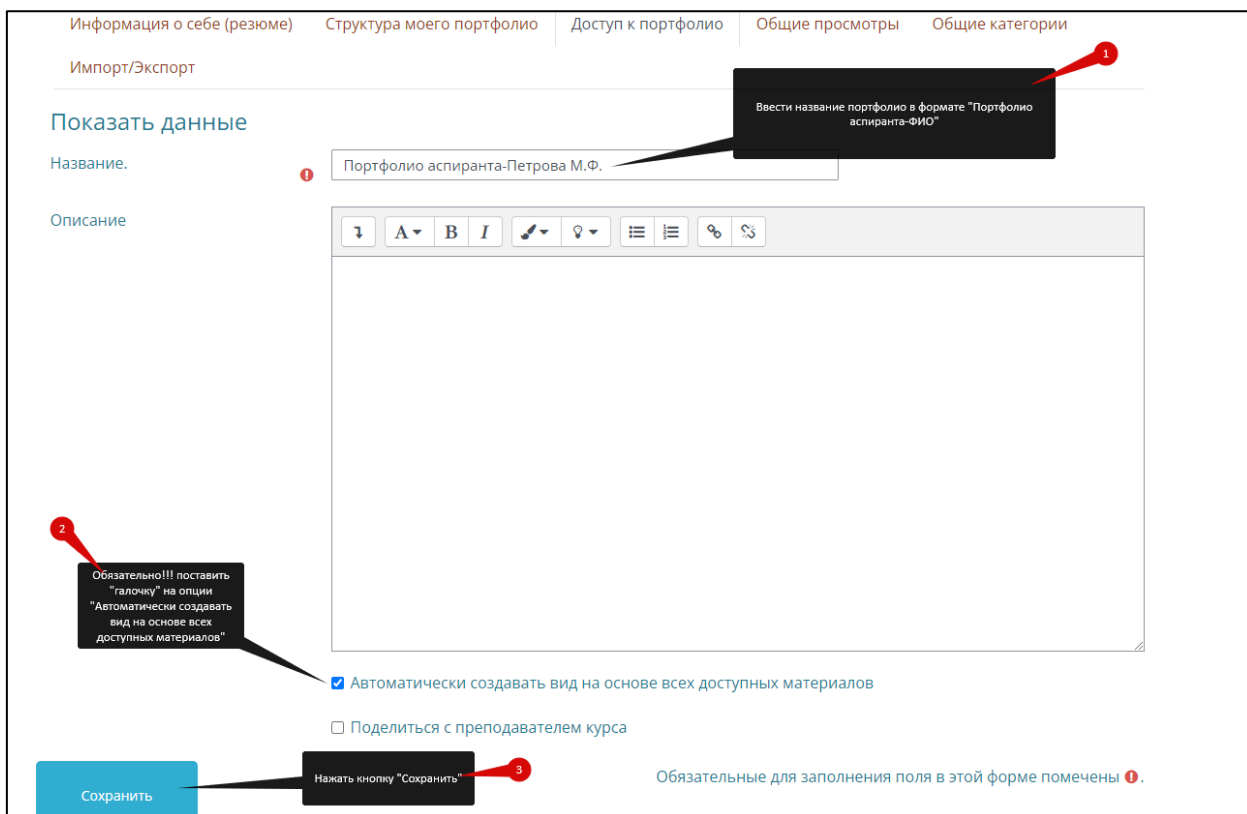 Информация о себе (резюме) Структура моего портфолио Доступ к портфолио Общие просмотры Общие категории
Импорт/Экспорт
1
Ввести название портфолио в формате "Портфолио
аспиранта-ФИО"
Показать данные
Название.
Портфолио аспиранта-Петрова М.Ф.
Описание
A B I
2
Обязательно!!! поставить
"галочку" на опции
"Автоматически создавать
вид на основе всех
доступных материалов"
Автоматически создавать вид на основе всех доступных материалов
Поделиться с преподавателем курса
Нажать кнопку "Сохранить"
3
Сохранить
Обязательные для заполнения поля в этой форме помечены .